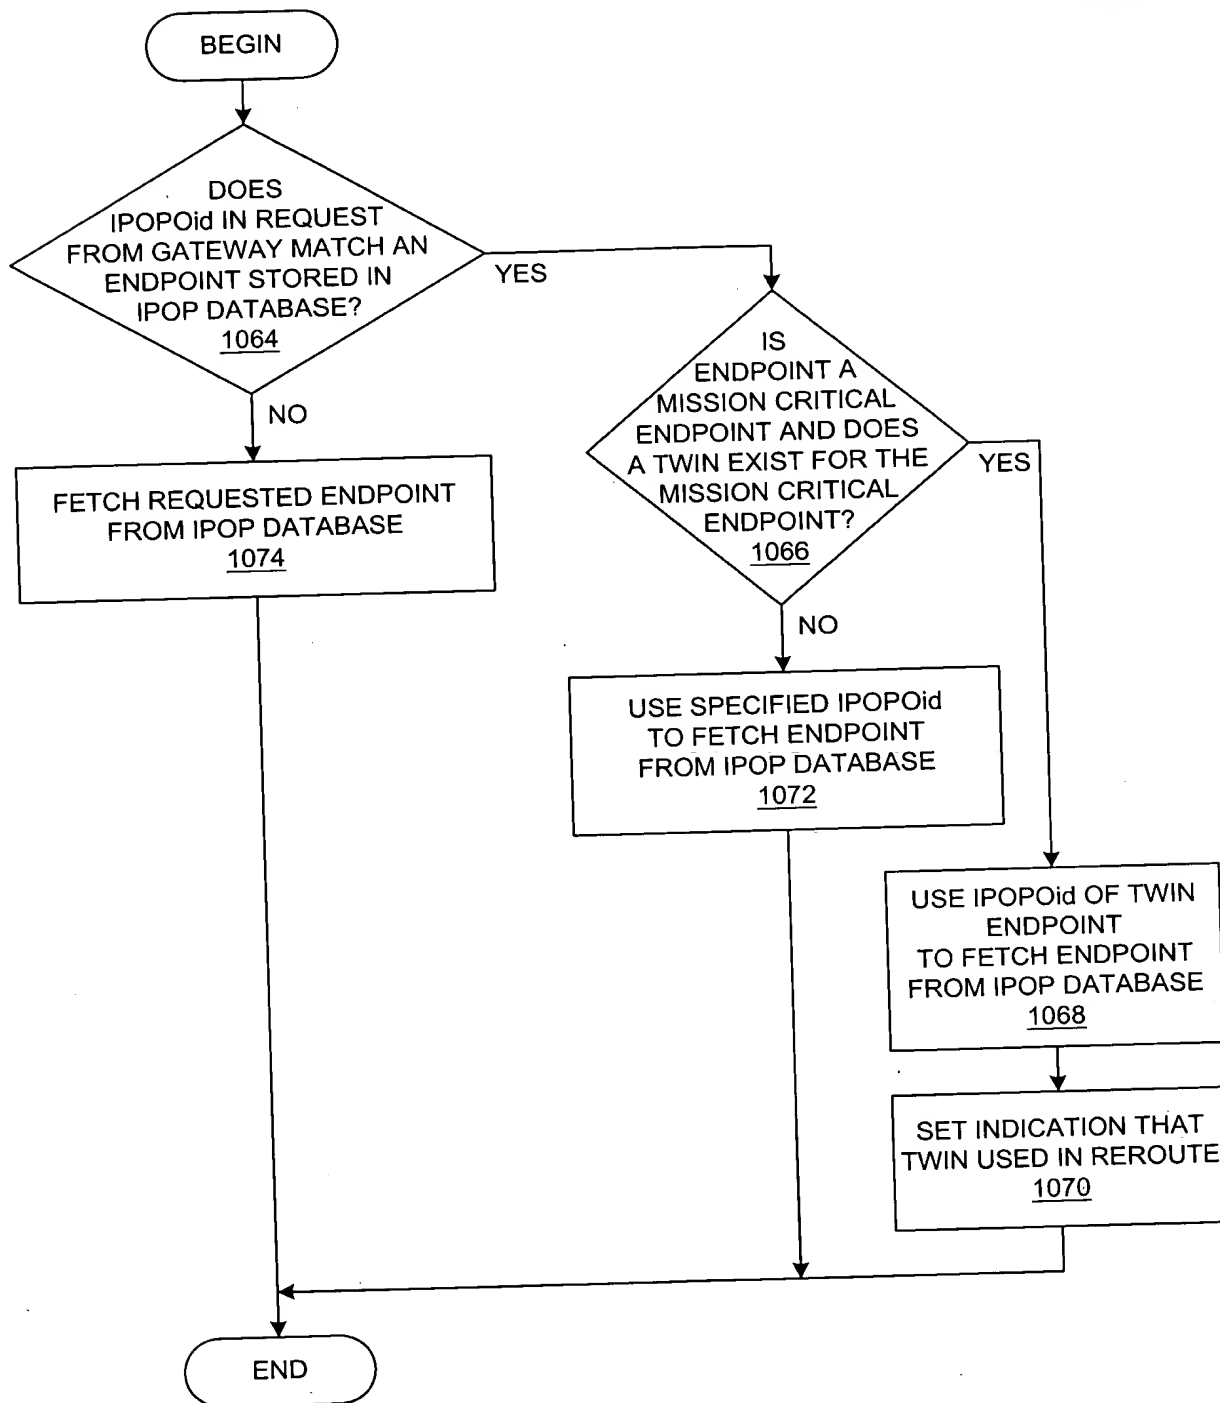 BEGIN
DOES
IPOPOid IN REQUEST
FROM GATEWAY MATCH AN
ENDPOINT STORED IN
IPOP DATABASE?
1064
YES
NO
IS
ENDPOINT A
MISSION CRITICAL
ENDPOINT AND DOES
A TWIN EXIST FOR THE
MISSION CRITICAL
ENDPOINT?
1066
YES
NO
FETCH REQUESTED ENDPOINT
FROM IPOP DATABASE
1074
USE SPECIFIED IPOPOid
TO FETCH ENDPOINT
FROM IPOP DATABASE
1072
USE IPOPOid OF TWIN
ENDPOINT
TO FETCH ENDPOINT
FROM IPOP DATABASE
1068
SET INDICATION THAT
TWIN USED IN REROUTE
1070
END